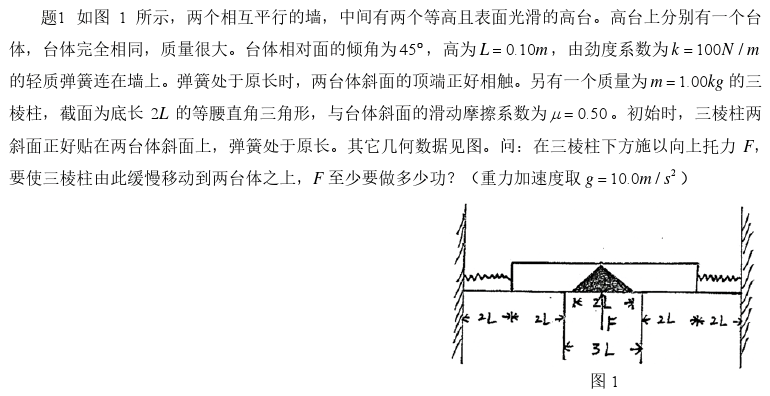 题1 如图 1 所示，两个相互平行的墙，中间有两个等高且表面光滑的高台。高台上分别有一个台
体，台体完全相同，质量很大。台体相对面的倾角为45°，高为L=0.10m，由劲度系数为k=100N/m
的轻质弹簧连在墙上。弹簧处于原长时，两台体斜面的顶端正好相触。另有一个质量为m=1.00kg的三
棱柱，截面为底长 2L 的等腰直角三角形，与台体斜面的滑动摩擦系数为μ=0.50。初始时，三棱柱两
斜面正好贴在两台体斜面上，弹簧处于原长。其它几何数据见图。问：在三棱柱下方施以向上托力 F，
要使三棱柱由此缓慢移动到两台体之上，F 至少要做多少功？（重力加速度取 g=10.0m/s²）
2L
2L 2L F 2L 2L
3L
图 1